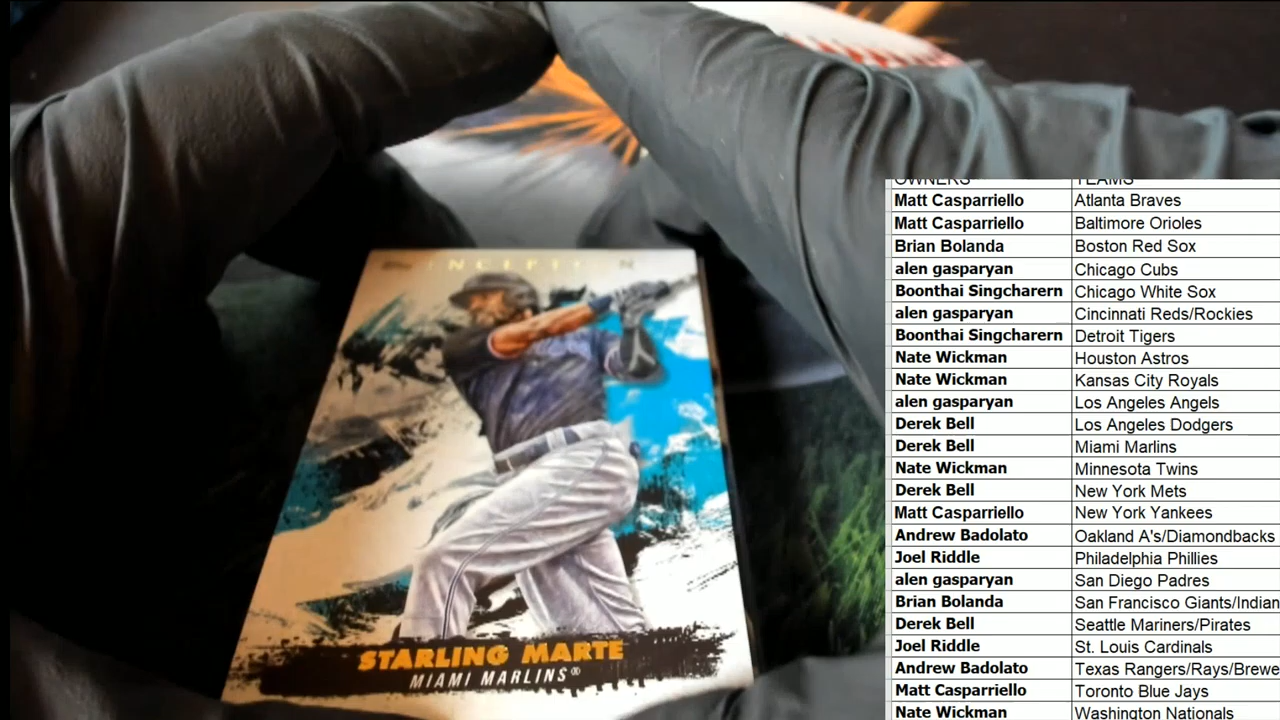 INCEPTION
STARLING MARTE
MIAMI MARLINS®
OWNERS TEAMS
Matt Casparriello Atlanta Braves
Matt Casparriello Baltimore Orioles
Brian Bolanda Boston Red Sox
alen gasparyan Chicago Cubs
Boonthai Singcharern Chicago White Sox
alen gasparyan Cincinnati Reds/Rockies
Boonthai Singcharern Detroit Tigers
Nate Wickman Houston Astros
Nate Wickman Kansas City Royals
alen gasparyan Los Angeles Angels
Derek Bell Los Angeles Dodgers
Derek Bell Miami Marlins
Nate Wickman Minnesota Twins
Derek Bell New York Mets
Matt Casparriello New York Yankees
Andrew Badolato Oakland A's/Diamondbacks
Joel Riddle Philadelphia Phillies
alen gasparyan San Diego Padres
Brian Bolanda San Francisco Giants/Indian
Derek Bell Seattle Mariners/Pirates
Joel Riddle St. Louis Cardinals
Andrew Badolato Texas Rangers/Rays/Brewe
Matt Casparriello Toronto Blue Jays
Nate Wickman Washington Nationals